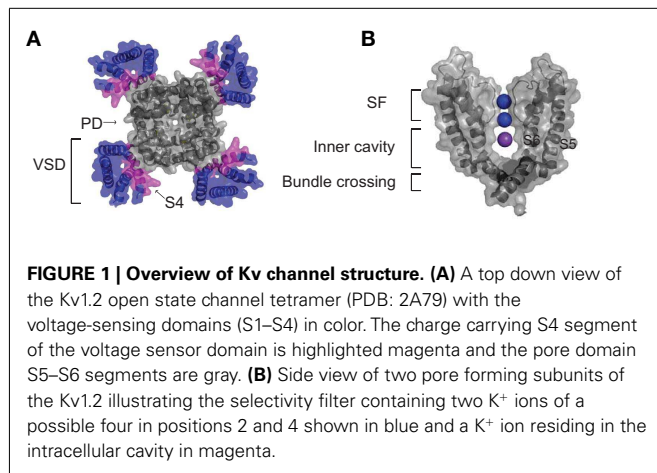 A
B
PD→
VSD
S4
SF
Inner cavity
Bundle crossing
S6
S5
FIGURE 1 | Overview of Kv channel structure. (A) A top down view of
the Kv1.2 open state channel tetramer (PDB: 2A79) with the
voltage-sensing domains (S1–S4) in color. The charge carrying S4 segment
of the voltage sensor domain is highlighted magenta and the pore domain
S5–S6 segments are gray. (B) Side view of two pore forming subunits of
the Kv1.2 illustrating the selectivity filter containing two K⁺ ions of a
possible four in positions 2 and 4 shown in blue and a K⁺ ion residing in the
intracellular cavity in magenta.